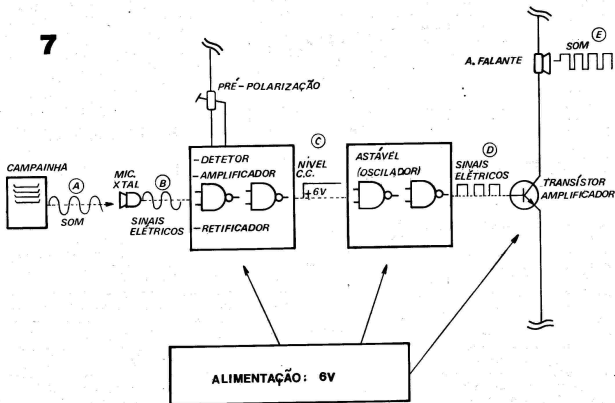 7
E
SOM
A. FALANTE
PRÉ-POLARIZAÇÃO
CAMPAINHA
A
SOM
MIC.
XTAL
B
SINAIS
ELÉTRICOS
- DETETOR
- AMPLIFICADOR
- RETIFICADOR
C
NÍVEL
C.C.
+6V
ASTÁVEL
(OSCILADOR)
D
SINAIS
ELÉTRICOS
TRANSÍSTOR
AMPLIFICADOR
ALIMENTAÇÃO: 6V